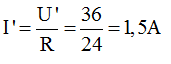 I' = U'/R = 36/24 = 1,5A